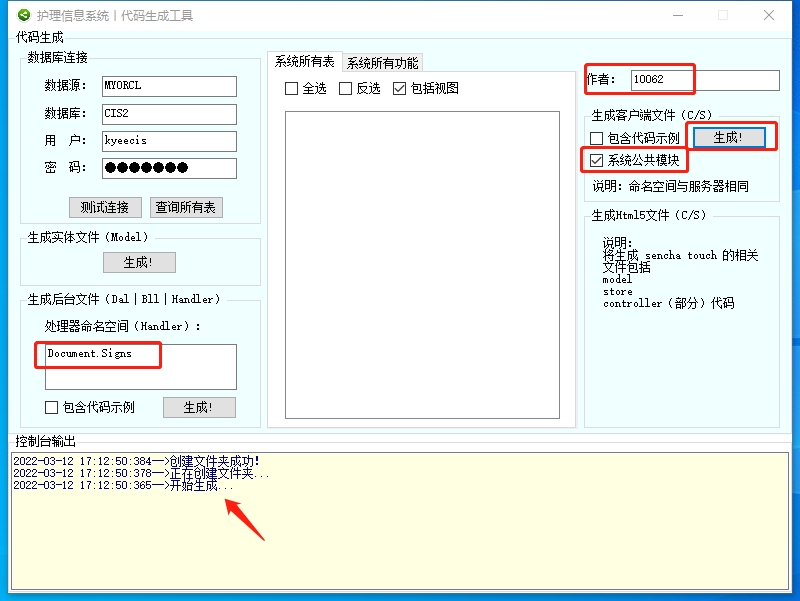 护理信息系统丨代码生成工具
代码生成
数据库连接
数据源: MYORCL
数据库: CIS2
用 户: kyeecis
密 码: ●●●●●●●
测试连接 查询所有表
生成实体文件(Model)
生成!
生成后台文件(Dal|Bll|Handler)
处理器命名空间(Handler):
Document.Signs
包含代码示例 生成!
系统所有表 系统所有功能
全选 反选 包括视图
作者: 10062
生成客户端文件(C/S)
包含代码示例 生成!
系统公共模块
说明: 命名空间与服务器相同
生成Html5文件(C/S)
说明:
将生成 sencha touch 的相关
文件包括
model
store
controller(部分)代码
控制台输出
2022-03-12 17:12:50:384-->创建文件夹成功!
2022-03-12 17:12:50:378-->正在创建文件夹...
2022-03-12 17:12:50:365-->开始生成...